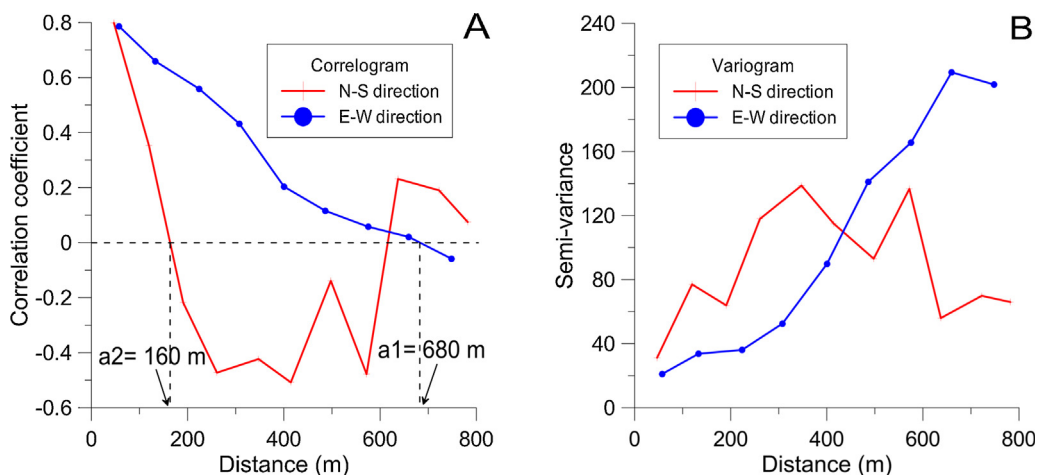 A
Correlogram
N-S direction
E-W direction
Correlation coefficient
0.8
0.6
0.4
0.2
0
-0.2
-0.4
-0.6
a2= 160 m
a1= 680 m
0 200 400 600 800
Distance (m)
B
Variogram
N-S direction
E-W direction
Semi-variance
240
200
160
120
80
40
0
0 200 400 600 800
Distance (m)